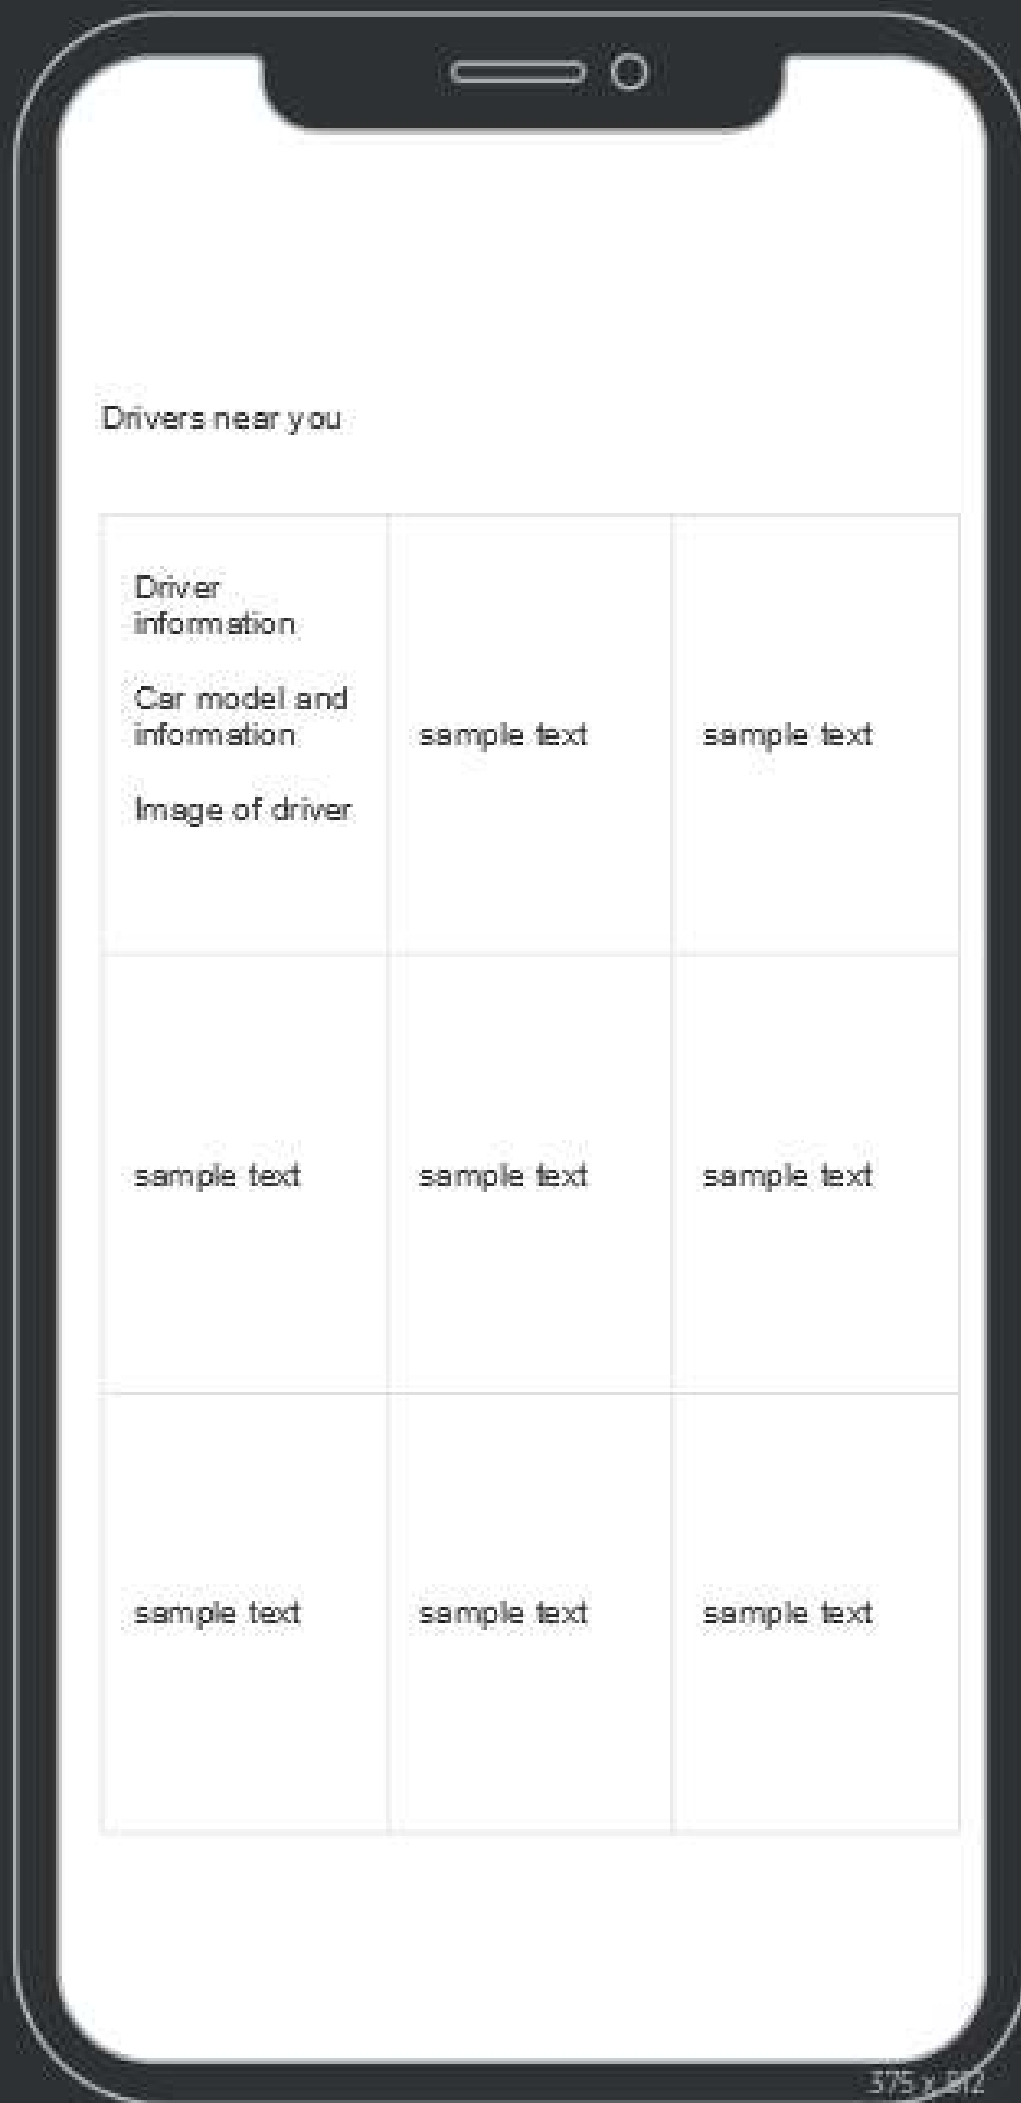 Drivers near you
Driver
information
Car model and
information
Image of driver
sample text
sample text
sample text
sample text
sample text
sample text
sample text
sample text
375 x 812